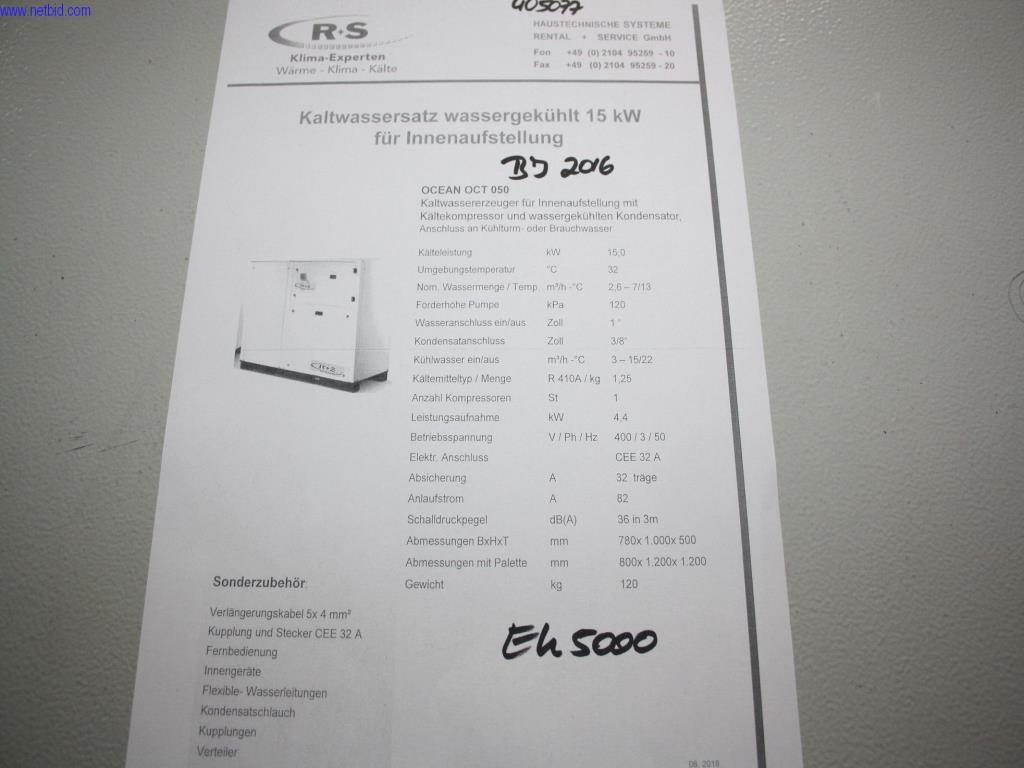 Auktions-Plattform
www.netbid.com
405077
R+S
Klima-Experten
Wärme - Klima - Kälte
HAUSTECHNISCHE SYSTEME
RENTAL + SERVICE GmbH
Fon +49 (0) 2104 95259 - 10
Fax +49 (0) 2104 95259 - 20
Kaltwassersatz wassergekühlt 15 kW
für Innenaufstellung
BJ 2016
OCEAN OCT 050
Kaltwassererzeuger für Innenaufstellung mit
Kältekompressor und wassergekühlten Kondensator,
Anschluss an Kühlturm- oder Brauchwasser
Kälteleistung kW 15,0
Umgebungstemperatur °C 32
Nom. Wassermenge / Temp. m³/h -°C 2,6 – 7/13
Förderhöhe Pumpe kPa 120
Wasseranschluss ein/aus Zoll 1 "
Kondensatanschluss Zoll 3/8"
Kühlwasser ein/aus m³/h -°C 3 – 15/22
Kältemitteltyp / Menge R 410A / kg 1,25
Anzahl Kompressoren St 1
Leistungsaufnahme kW 4,4
Betriebsspannung V / Ph / Hz 400 / 3 / 50
Elektr. Anschluss CEE 32 A
Absicherung A 32 träge
Anlaufstrom A 82
Schalldruckpegel dB(A) 36 in 3m
Abmessungen BxHxT mm 780x 1.000x 500
Abmessungen mit Palette mm 800x 1.200x 1.200
Gewicht kg 120
Sonderzubehör:
Verlängerungskabel 5x 4 mm²
Kupplung und Stecker CEE 32 A
Fernbedienung
Innengeräte
Flexible- Wasserleitungen
Kondensatschlauch
Kupplungen
Verteiler
Ek 5000
06. 2018